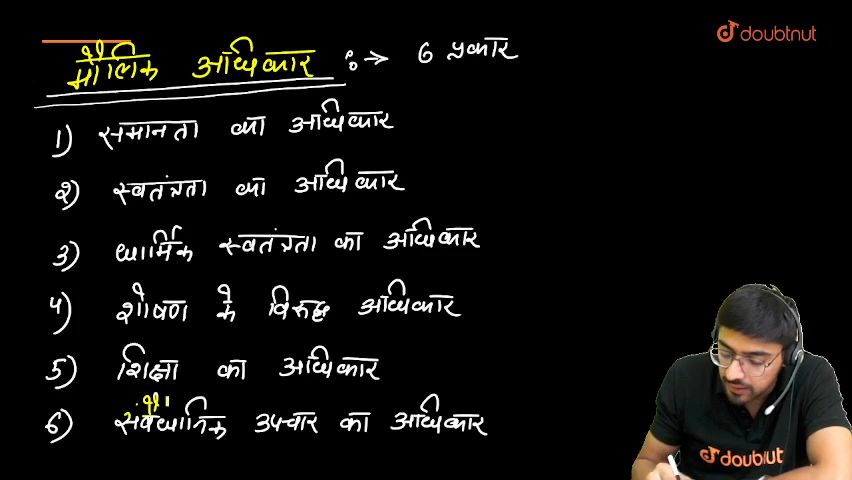 doubtnut
मौलिक अधिकार :→ 6 प्रकार
1) समानता का अधिकार
2) स्वतंत्रता का अधिकार
3) धार्मिक स्वतंत्रता का अधिकार
4) शोषण के विरुद्ध अधिकार
5) शिक्षा का अधिकार
6) संवैधानिक उपचार का अधिकार
doubtnut